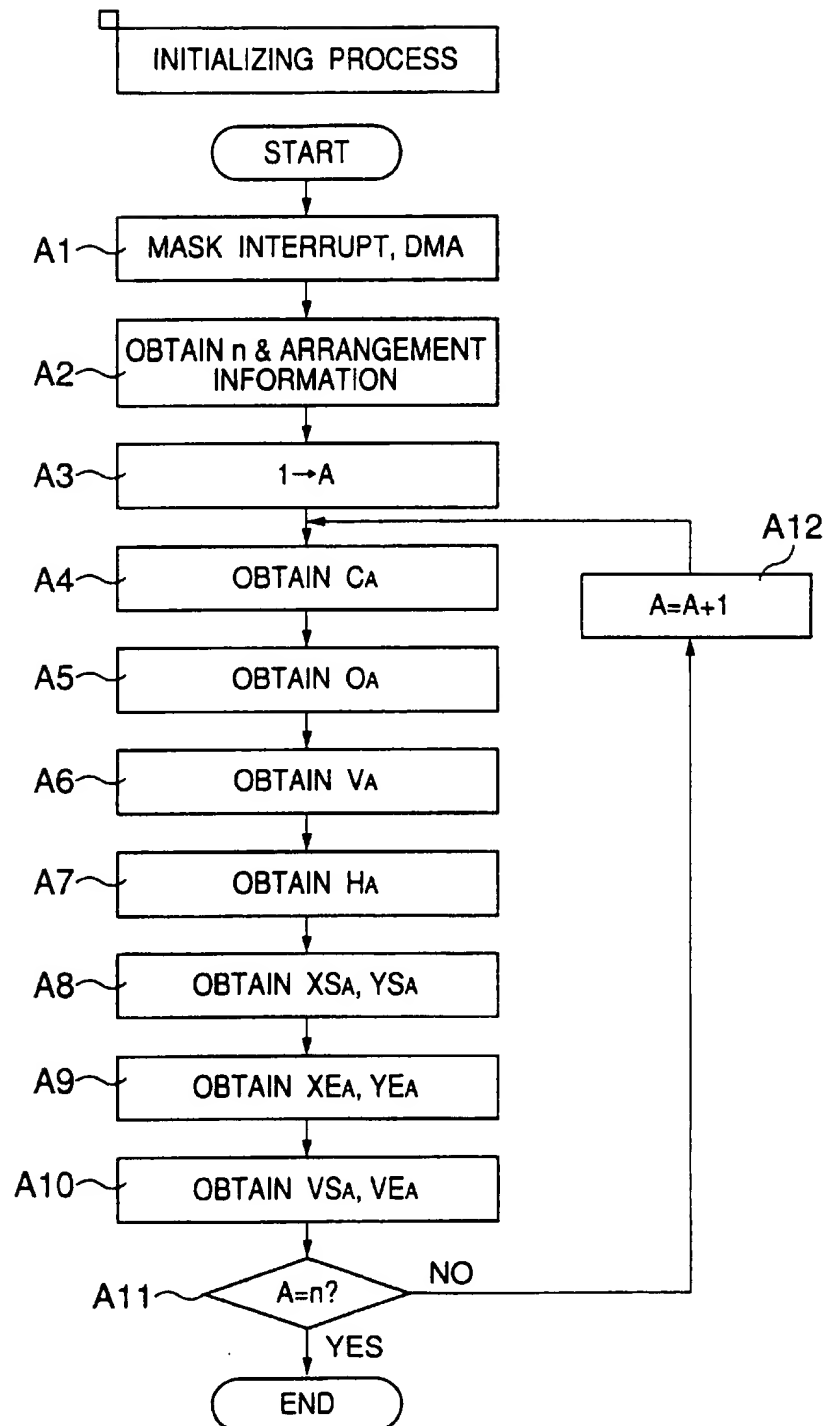 INITIALIZING PROCESS
START
A1 MASK INTERRUPT, DMA
A2 OBTAIN n & ARRANGEMENT
INFORMATION
A3 1→A
A12
A=A+1
A4 OBTAIN CA
A5 OBTAIN OA
A6 OBTAIN VA
A7 OBTAIN HA
A8 OBTAIN XSA, YSA
A9 OBTAIN XEA, YEA
A10 OBTAIN VSA, VEA
A11 A=n? NO
YES
END